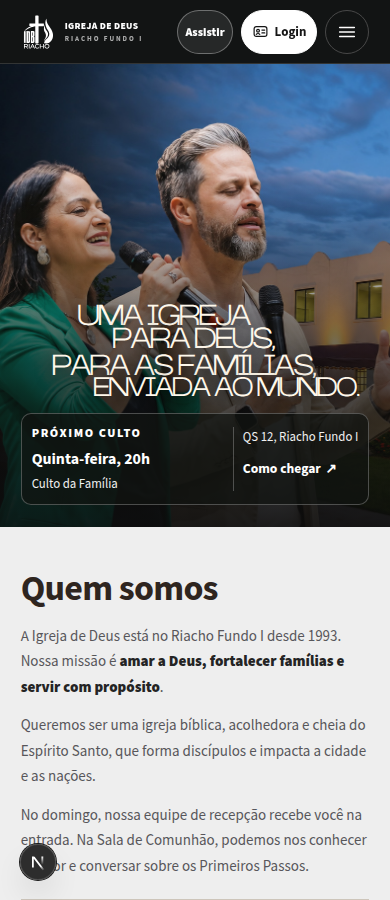 IDB
RIACHO
IGREJA DE DEUS
RIACHO FUNDO I
Assistir
Login
UMA IGREJA
PARA DEUS,
PARA AS FAMÍLIAS,
ENVIADA AO MUNDO.
PRÓXIMO CULTO
Quinta-feira, 20h
Culto da Família
QS 12, Riacho Fundo I
Como chegar ↗
Quem somos
A Igreja de Deus está no Riacho Fundo I desde 1993.
Nossa missão é amar a Deus, fortalecer famílias e
servir com propósito.
Queremos ser uma igreja bíblica, acolhedora e cheia do
Espírito Santo, que forma discípulos e impacta a cidade
e as nações.
No domingo, nossa equipe de recepção recebe você na
entrada. Na Sala de Comunhão, podemos nos conhecer
or e conversar sobre os Primeiros Passos.
N